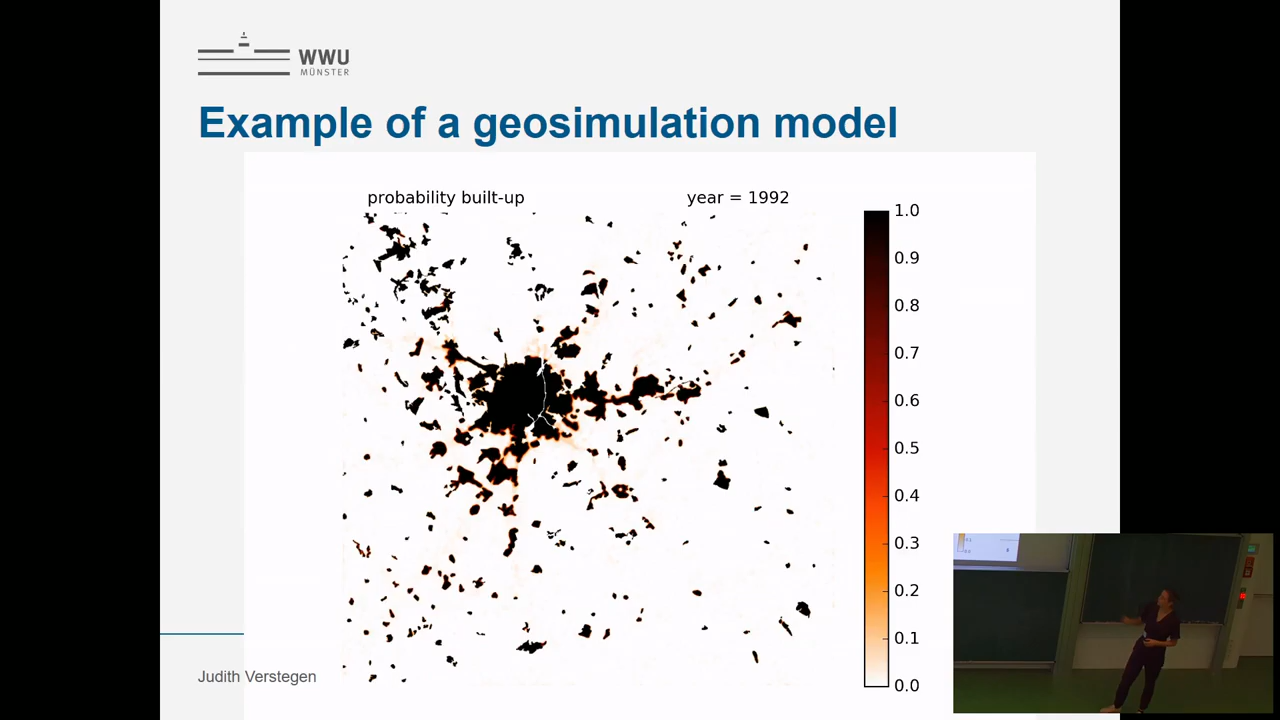 WWU
MÜNSTER
Example of a geosimulation model
probability built-up
year = 1992
1.0
0.9
0.8
0.7
0.6
0.5
0.4
0.3
0.2
0.1
0.0
Judith Verstegen